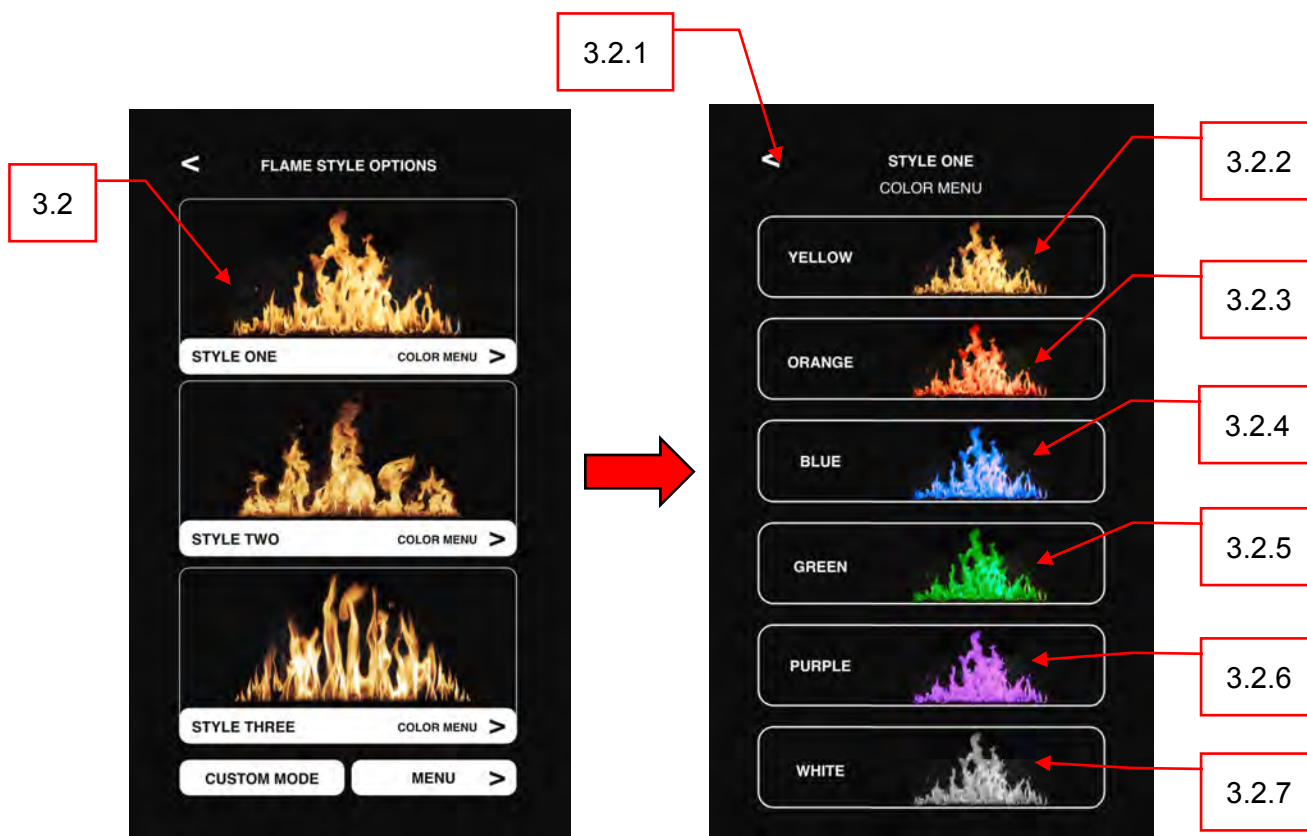 3.2.1
3.2
< FLAME STYLE OPTIONS
STYLE ONE COLOR MENU >
STYLE TWO COLOR MENU >
STYLE THREE COLOR MENU >
CUSTOM MODE MENU >
< STYLE ONE
COLOR MENU
YELLOW
3.2.2
ORANGE
3.2.3
BLUE
3.2.4
GREEN
3.2.5
PURPLE
3.2.6
WHITE
3.2.7